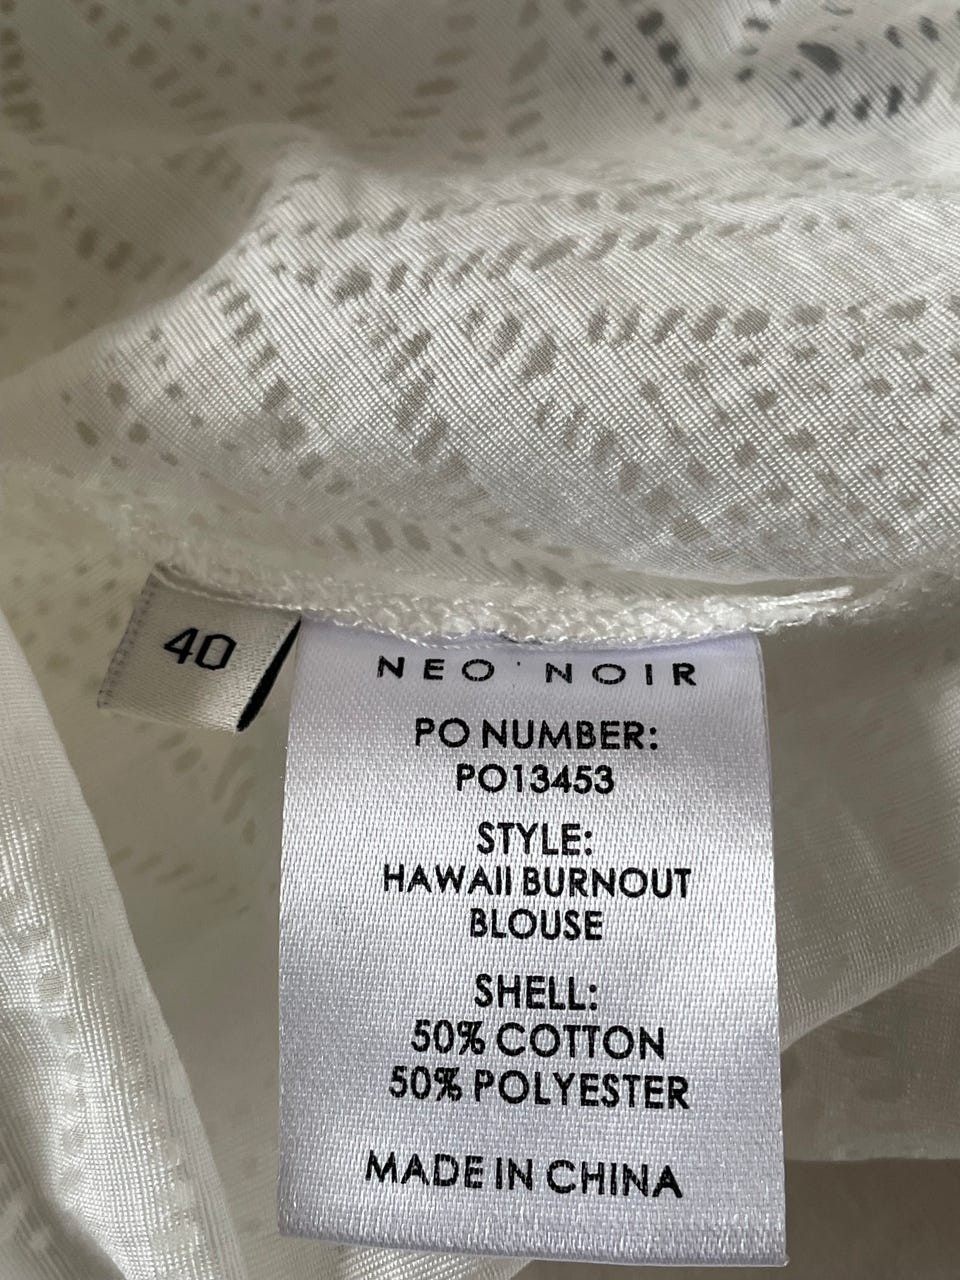 40
NEO NOIR
PO NUMBER:
PO13453
STYLE:
HAWAII BURNOUT
BLOUSE
SHELL:
50% COTTON
50% POLYESTER
MADE IN CHINA